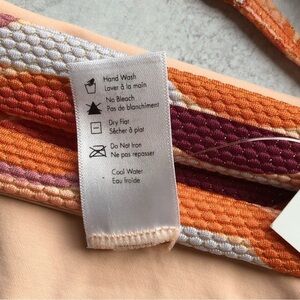 Hand Wash
Laver à la main
No Bleach
Pas de blanchiment
Dry Flat
Sécher à plat
Do Not Iron
Ne pas repasser
Cool Water
Eau froide